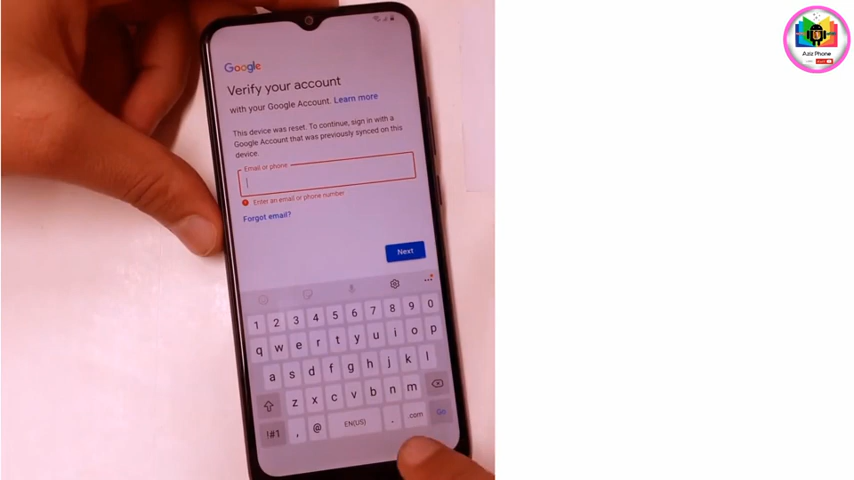 Google
Verify your account
with your Google Account. Learn more
This device was reset. To continue, sign in with a
Google Account that was previously synced on this
device.
Email or phone
Enter an email or phone number
Forgot email?
Next
1 2 3 4 5 6 7 8 9 0
q w e r t y u i o p
a s d f g h j k l
z x c v b n m
!#1 , @ EN(US) . .com Go
Aziz Phone